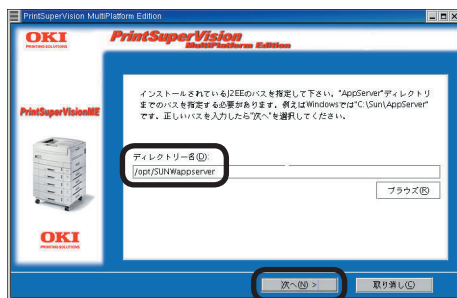 PrintSuperVision MultiPlatform Edition
OKI
PRINTING SOLUTIONS
PrintSuperVision
MultiPlatform Edition
PrintSuperVisionME
インストールされているJ2EEのパスを指定して下さい。"AppServer"ディレクトリ
までのパスを指定する必要があります。例えばWindowsでは"C:\Sun\AppServer"
です。正しいパスを入力したら"次へ"を選択してください。
ディレクトリー名(D):
/opt/SUNWappserver
ブラウズ(R)
OKI
PRINTING SOLUTIONS
次へ(N) >
取り消し(C)